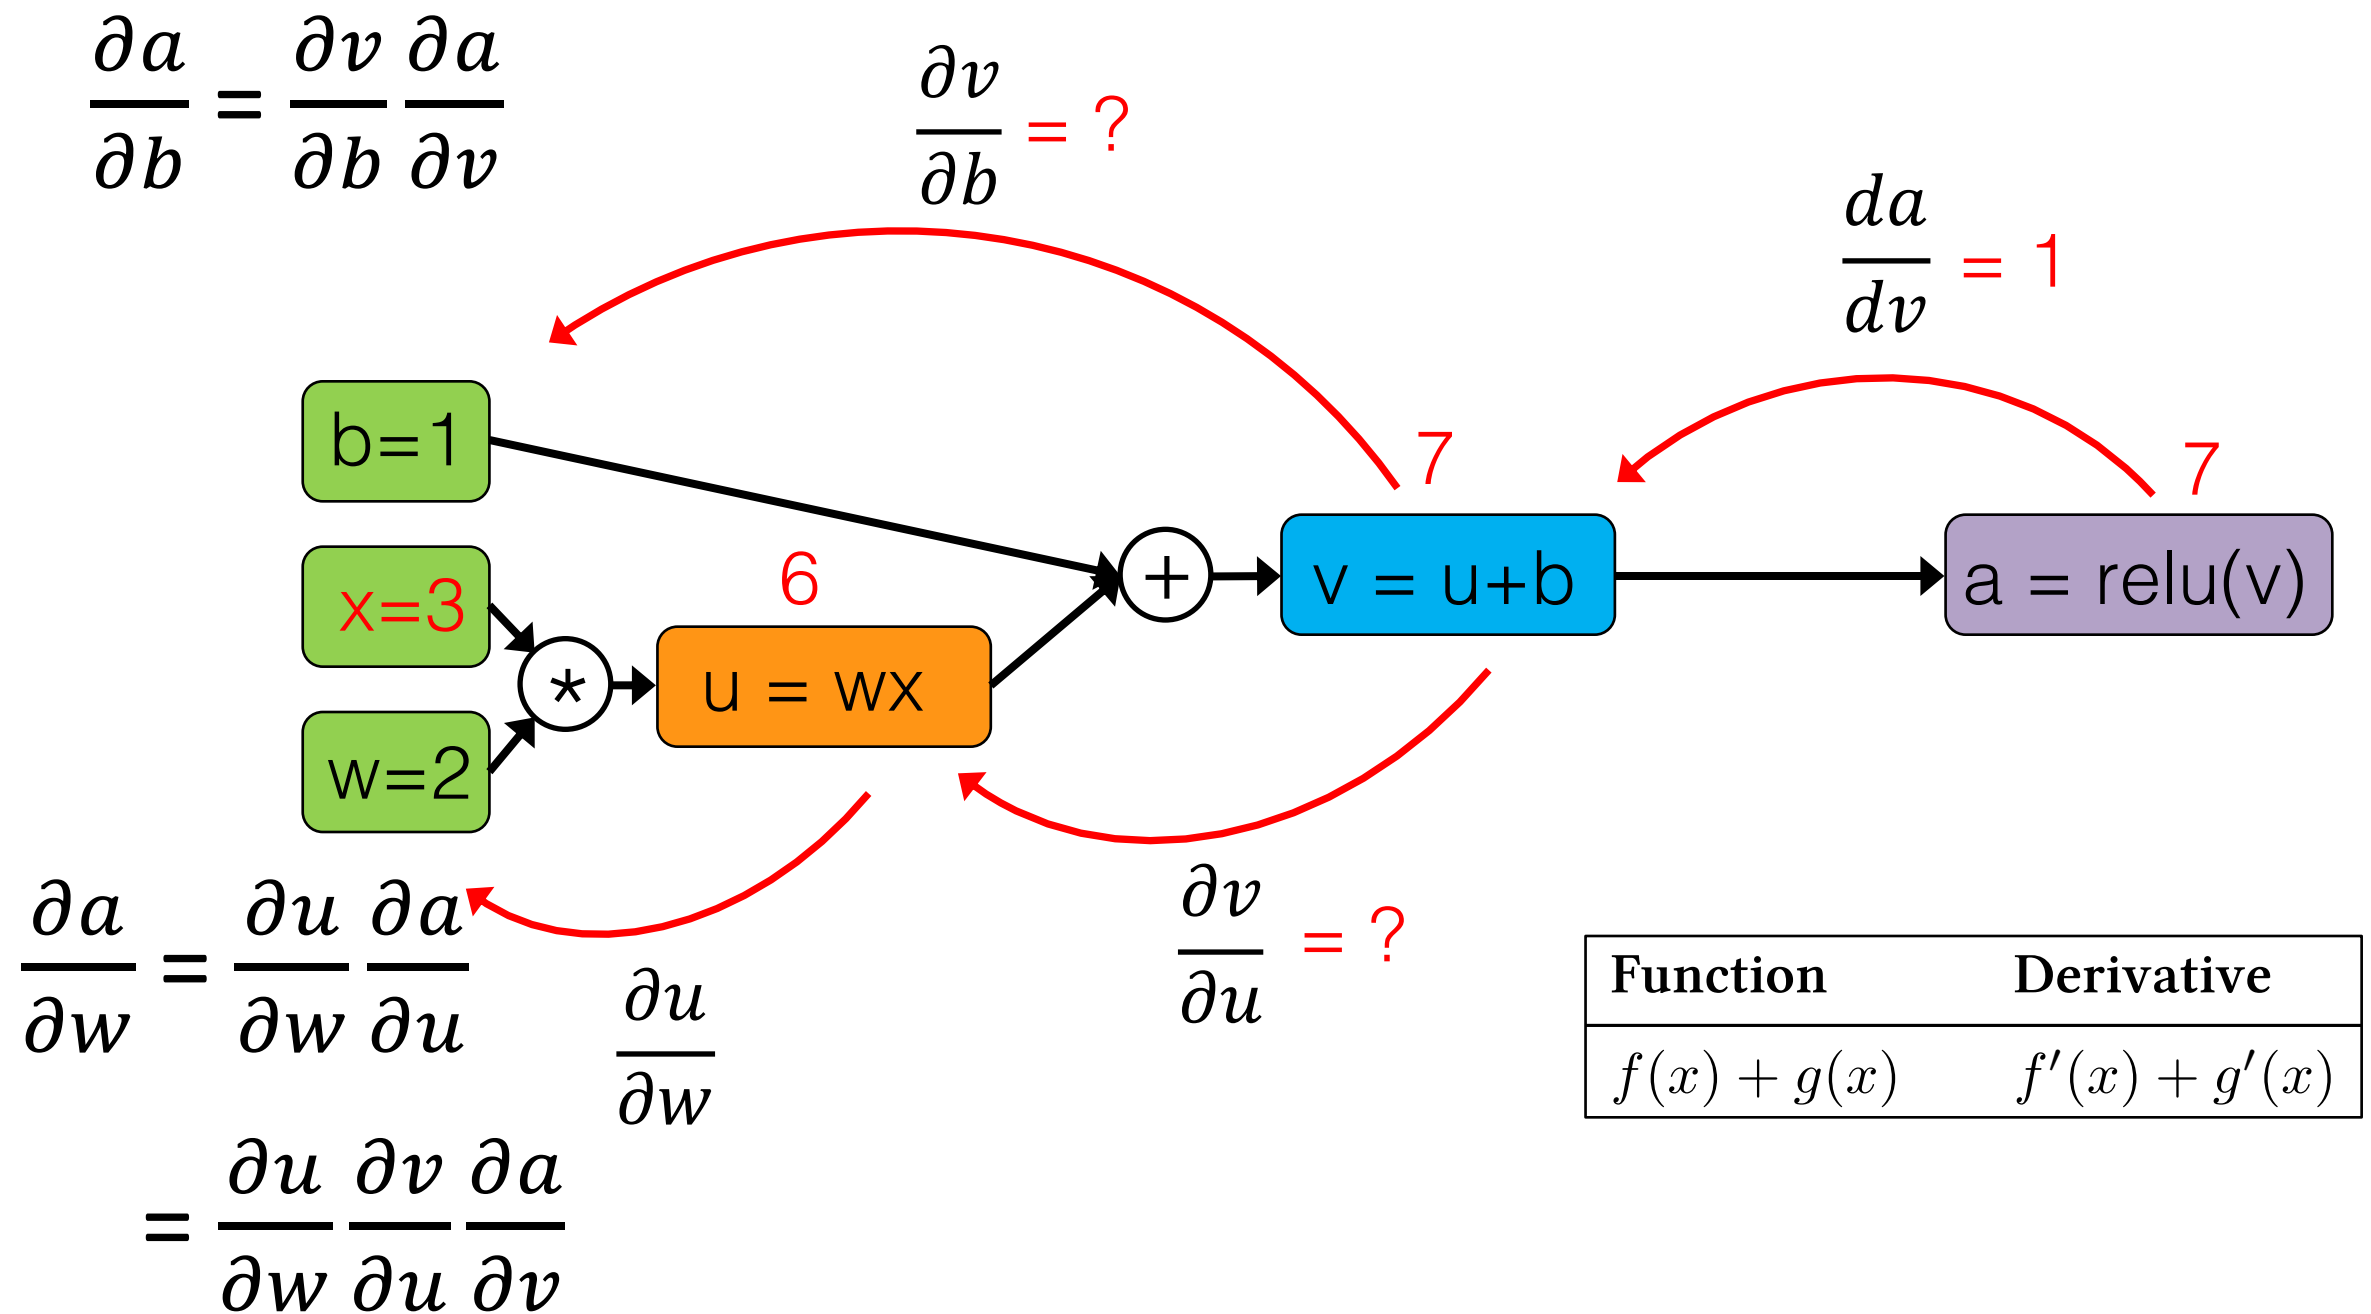 ∂a/∂b = ∂v/∂b ∂a/∂v
∂v/∂b = ?
da/dv = 1
b=1
7
7
x=3
6
+
v = u+b
a = relu(v)
*
u = wx
w=2
∂a/∂w = ∂u/∂w ∂a/∂u
∂u/∂w
∂v/∂u = ?
Function Derivative
f(x) + g(x) f′(x) + g′(x)
= ∂u/∂w ∂v/∂u ∂a/∂v